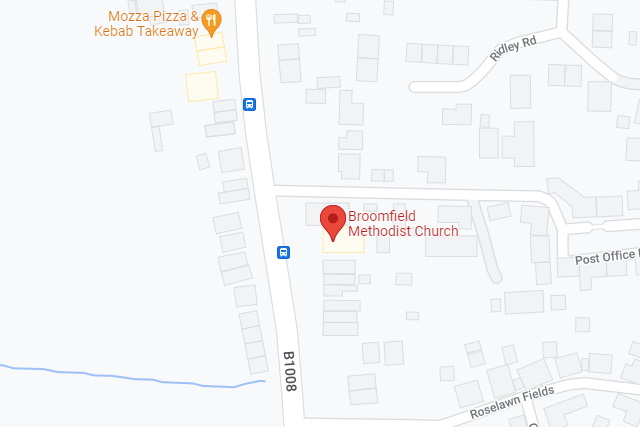 Mozza Pizza &
Kebab Takeaway
Ridley Rd
Broomfield
Methodist Church
Post Office
B1008
Roselawn Fields